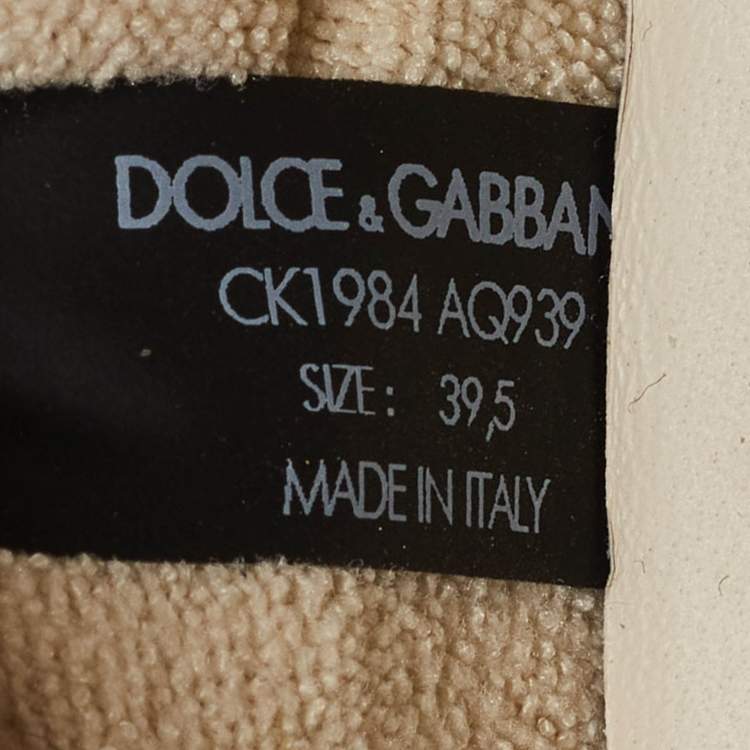 DOLCE & GABBAN
CK1984 AQ939
SIZE: 39,5
MADE IN ITALY